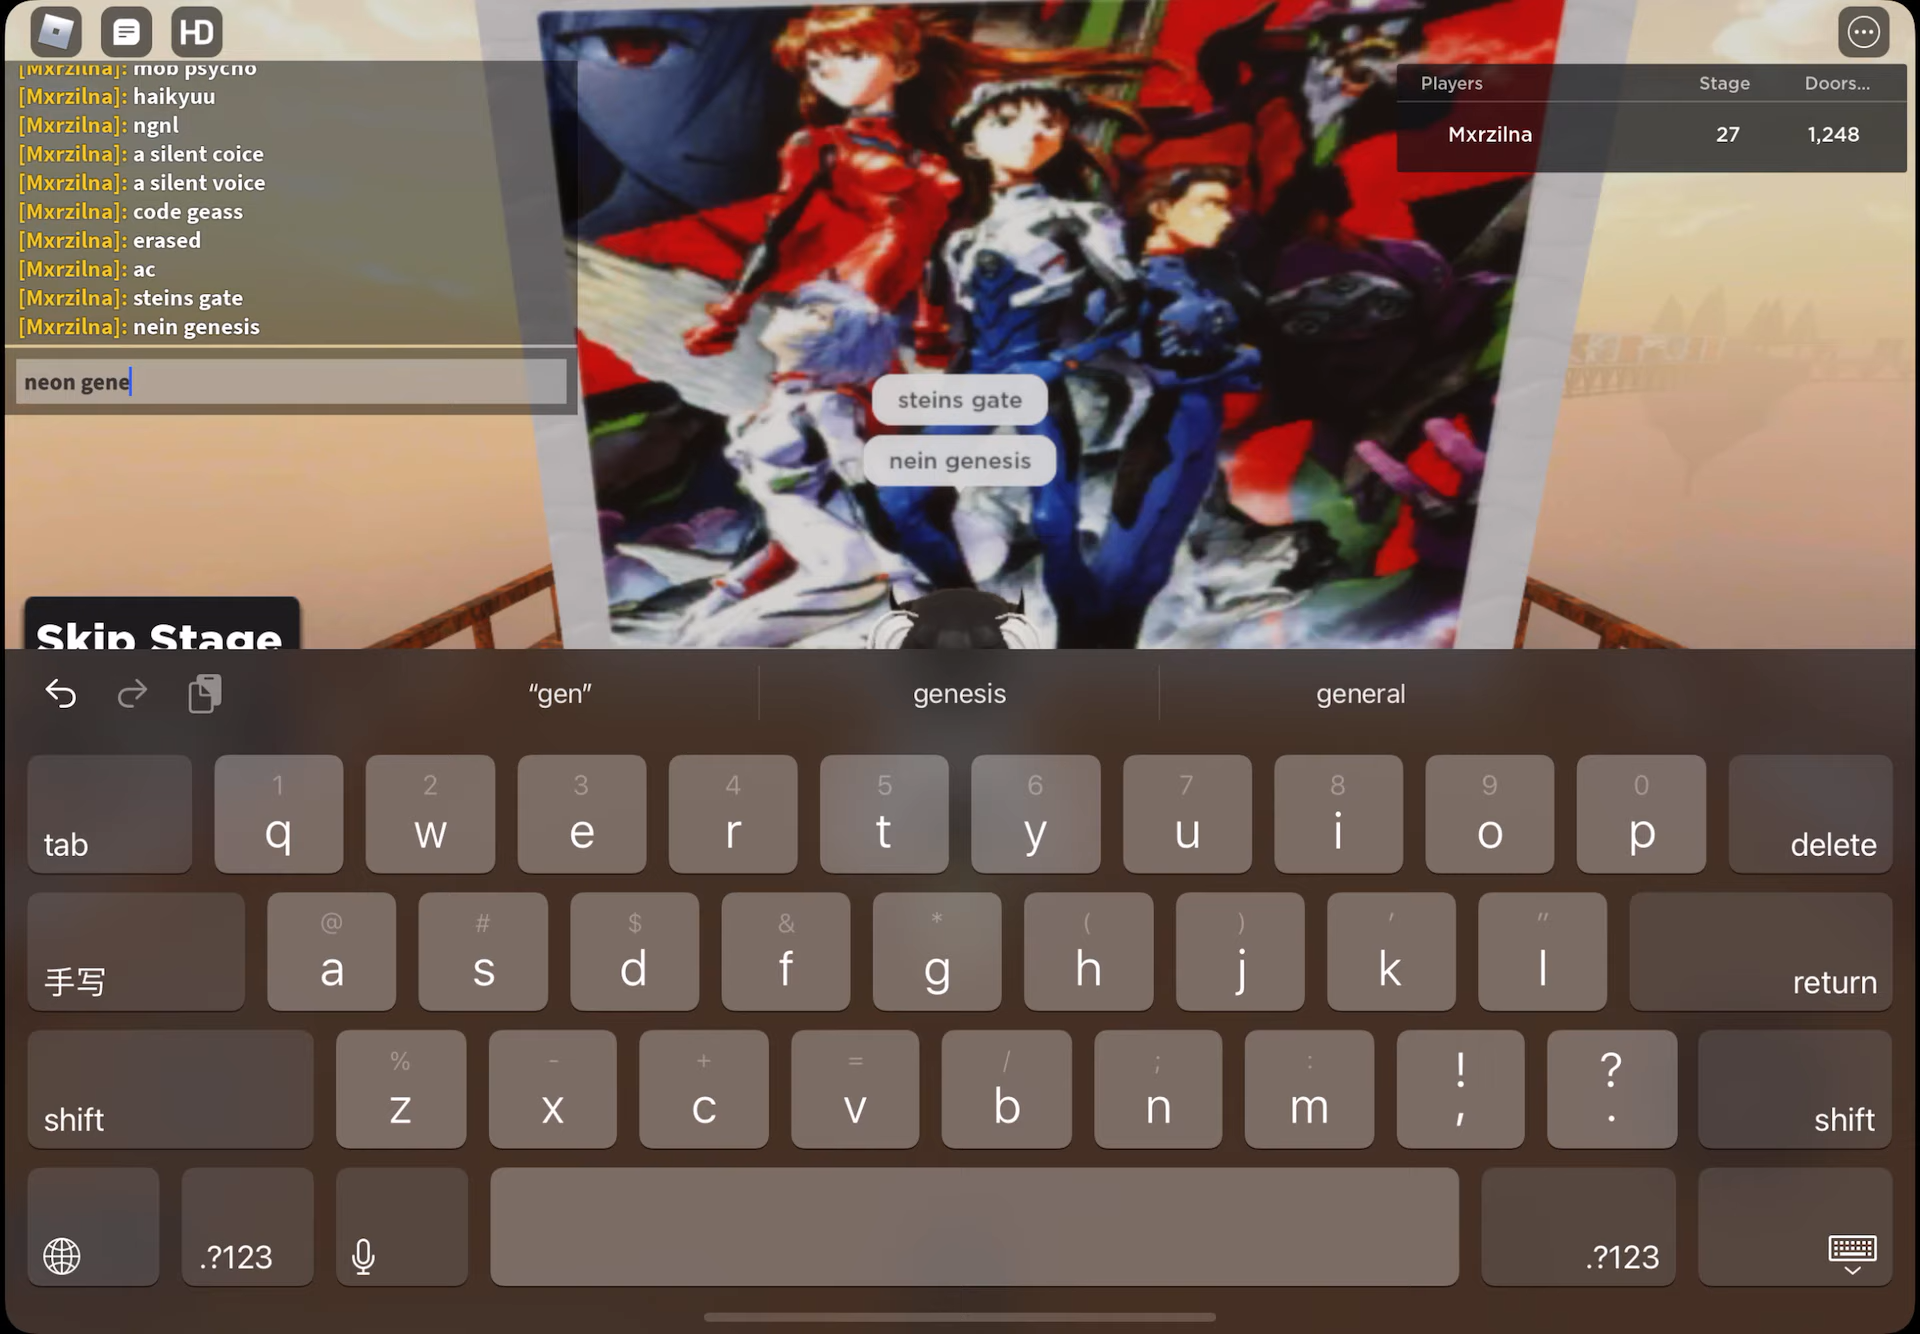 HD
[Mxrzilna]: mob psycho
[Mxrzilna]: haikyuu
[Mxrzilna]: ngnl
[Mxrzilna]: a silent coice
[Mxrzilna]: a silent voice
[Mxrzilna]: code geass
[Mxrzilna]: erased
[Mxrzilna]: ac
[Mxrzilna]: steins gate
[Mxrzilna]: nein genesis
neon gene
Players Stage Doors...
Mxrzilna 27 1,248
steins gate
nein genesis
Skip Stage
“gen” genesis general
1 2 3 4 5 6 7 8 9 0
tab q w e r t y u i o p delete
@ # $ & * ( ) ' "
手写 a s d f g h j k l return
% - + = / ; : ! ?
shift z x c v b n m , . shift
.?123 .?123